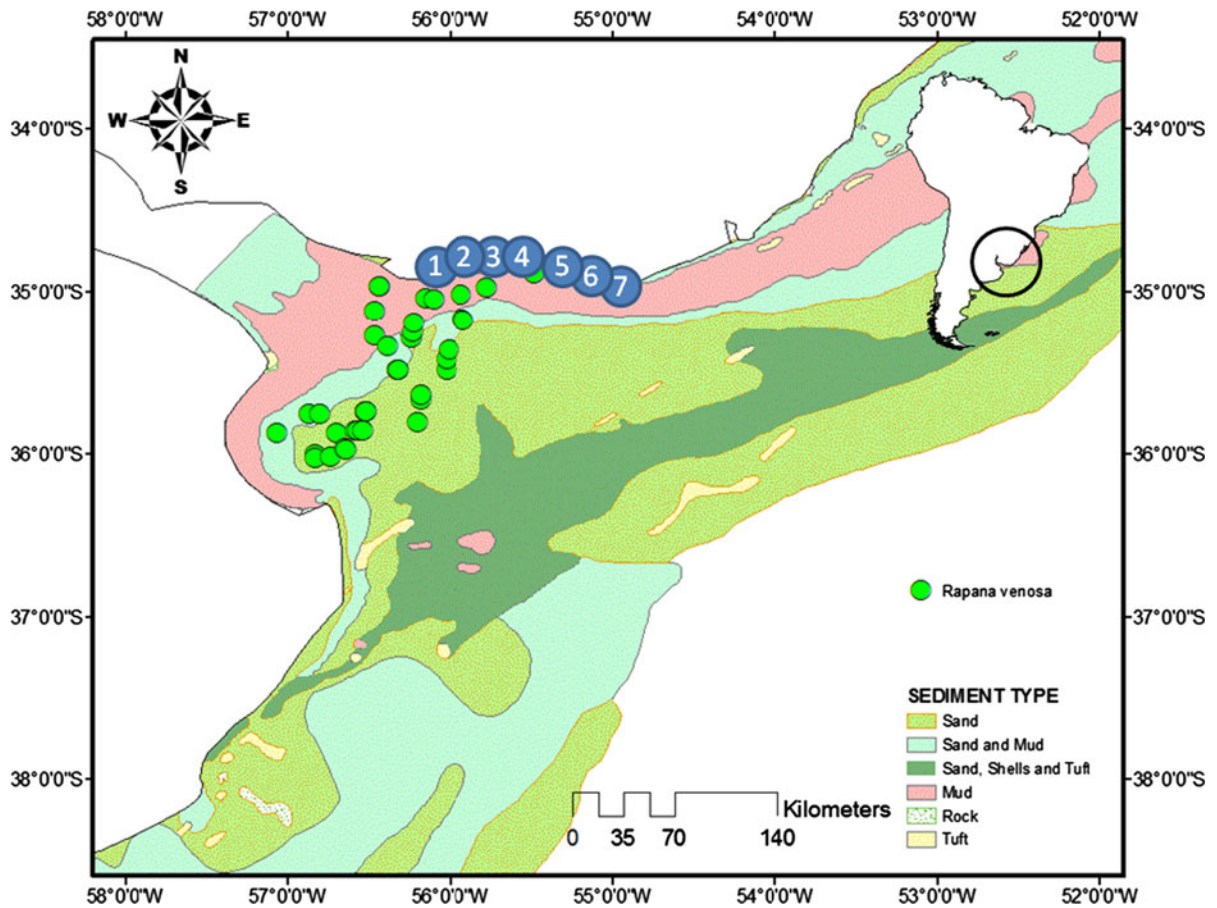 58°0'0"W 57°0'0"W 56°0'0"W 55°0'0"W 54°0'0"W 53°0'0"W 52°0'0"W
N
W E
S
34°0'0"S 34°0'0"S
1 2 3 4 5 6 7
35°0'0"S 35°0'0"S
36°0'0"S 36°0'0"S
Rapana venosa
37°0'0"S 37°0'0"S
SEDIMENT TYPE
Sand
Sand and Mud
Sand, Shells and Tuft
Mud
Rock
Tuft
38°0'0"S 38°0'0"S
Kilometers
0 35 70 140
58°0'0"W 57°0'0"W 56°0'0"W 55°0'0"W 54°0'0"W 53°0'0"W 52°0'0"W